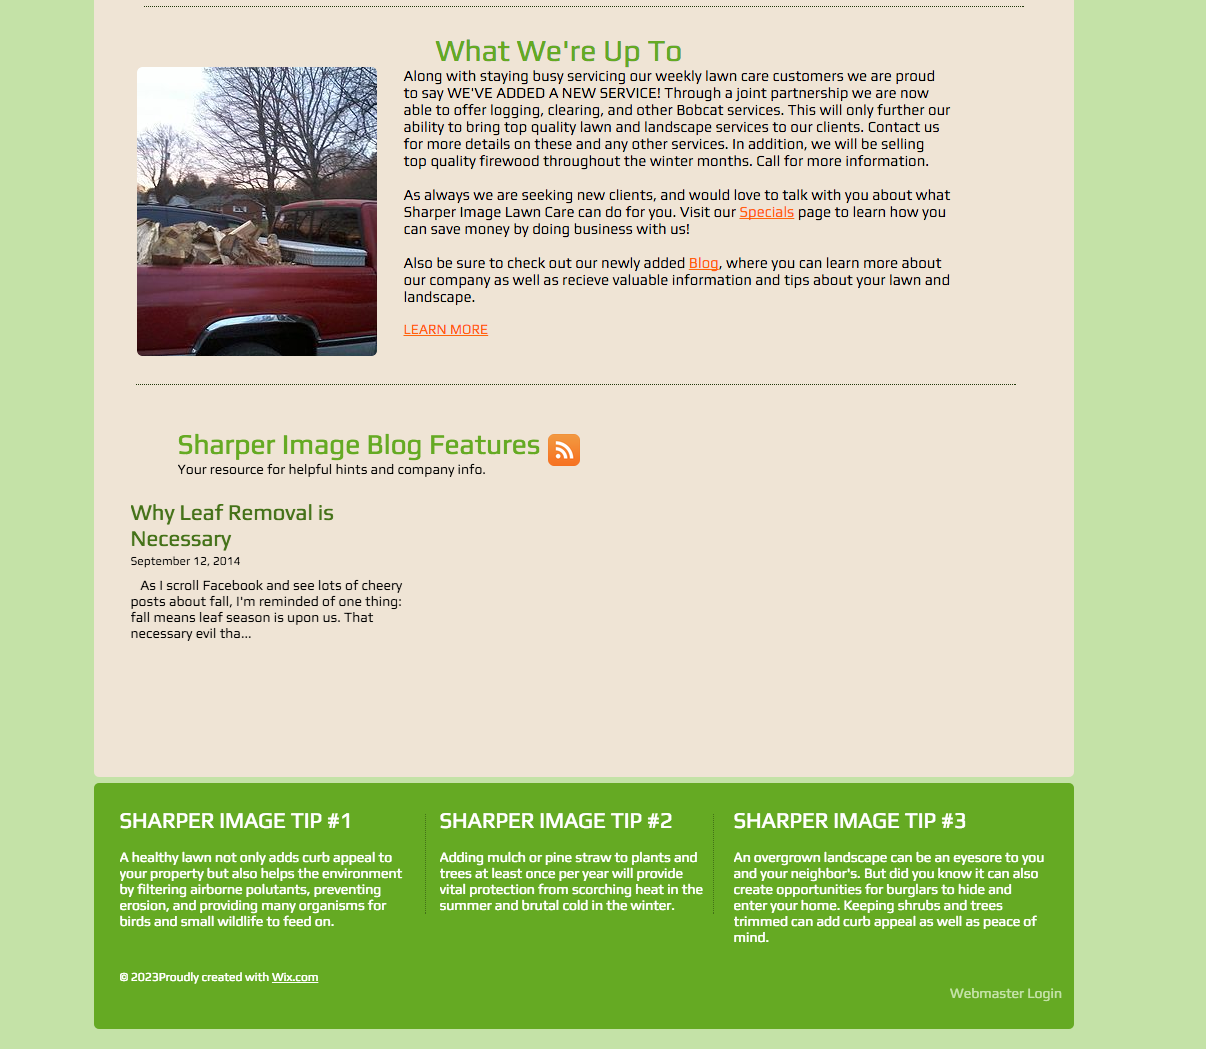 What We're Up To
Along with staying busy servicing our weekly lawn care customers we are proud
to say WE'VE ADDED A NEW SERVICE! Through a joint partnership we are now
able to offer logging, clearing, and other Bobcat services. This will only further our
ability to bring top quality lawn and landscape services to our clients. Contact us
for more details on these and any other services. In addition, we will be selling
top quality firewood throughout the winter months. Call for more information.
As always we are seeking new clients, and would love to talk with you about what
Sharper Image Lawn Care can do for you. Visit our Specials page to learn how you
can save money by doing business with us!
Also be sure to check out our newly added Blog, where you can learn more about
our company as well as recieve valuable information and tips about your lawn and
landscape.
LEARN MORE
Sharper Image Blog Features
Your resource for helpful hints and company info.
Why Leaf Removal is
Necessary
September 12, 2014
As I scroll Facebook and see lots of cheery
posts about fall, I'm reminded of one thing:
fall means leaf season is upon us. That
necessary evil tha...
SHARPER IMAGE TIP #1
A healthy lawn not only adds curb appeal to
your property but also helps the environment
by filtering airborne polutants, preventing
erosion, and providing many organisms for
birds and small wildlife to feed on.
SHARPER IMAGE TIP #2
Adding mulch or pine straw to plants and
trees at least once per year will provide
vital protection from scorching heat in the
summer and brutal cold in the winter.
SHARPER IMAGE TIP #3
An overgrown landscape can be an eyesore to you
and your neighbor's. But did you know it can also
create opportunities for burglars to hide and
enter your home. Keeping shrubs and trees
trimmed can add curb appeal as well as peace of
mind.
© 2023Proudly created with Wix.com
Webmaster Login